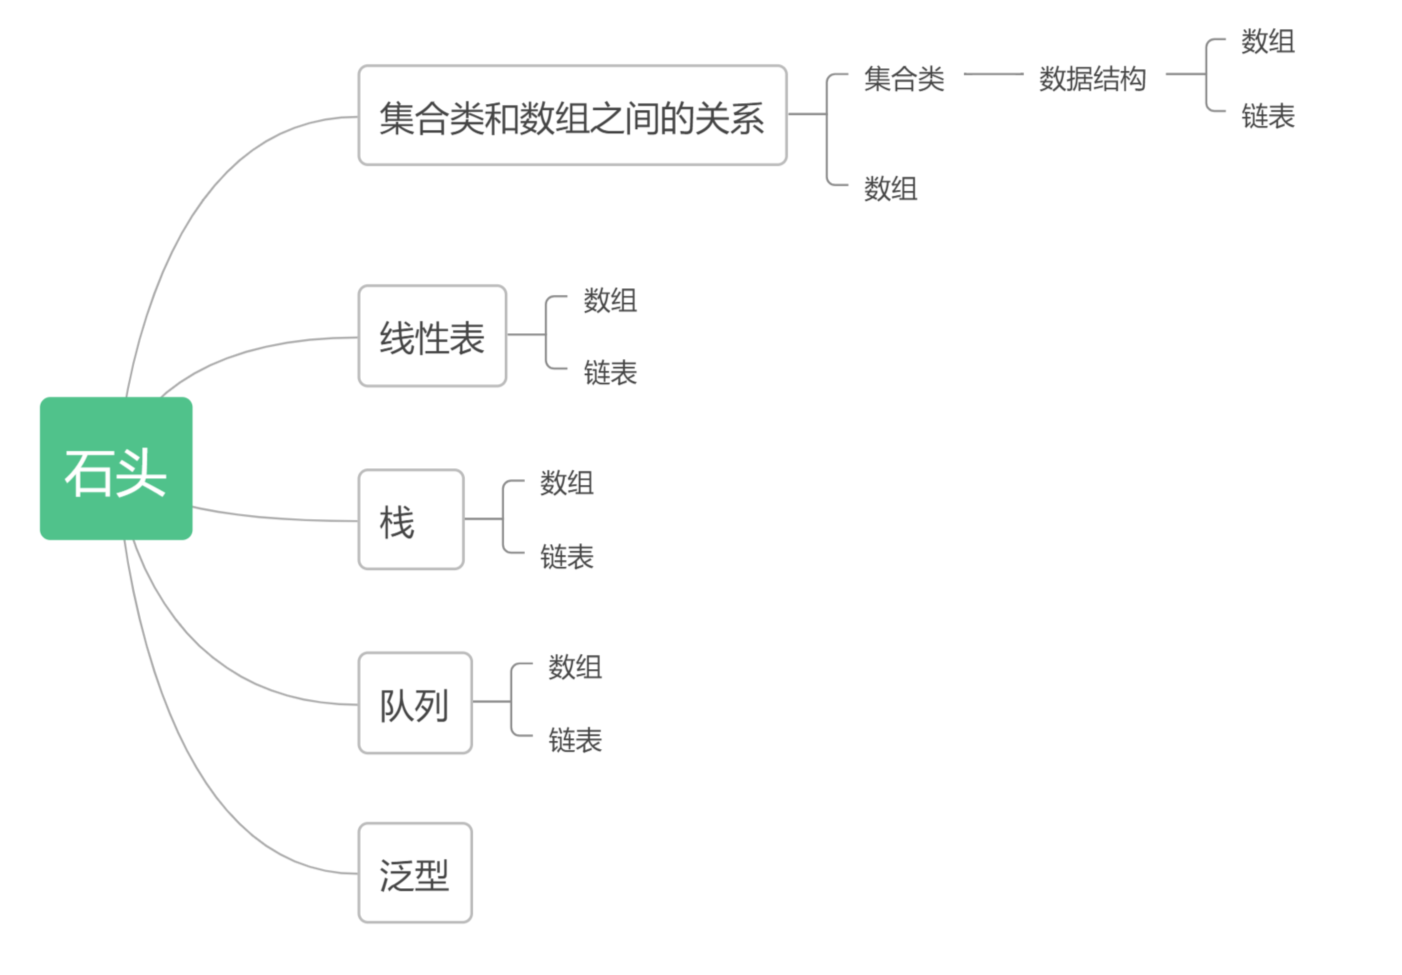 石头
集合类和数组之间的关系
集合类
数据结构
数组
链表
数组
线性表
数组
链表
栈
数组
链表
队列
数组
链表
泛型